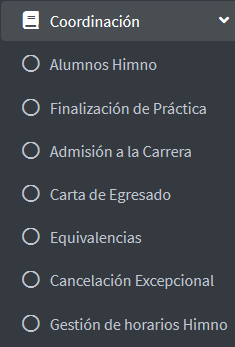 Coordinación
Alumnos Himno
Finalización de Práctica
Admisión a la Carrera
Carta de Egresado
Equivalencias
Cancelación Excepcional
Gestión de horarios Himno